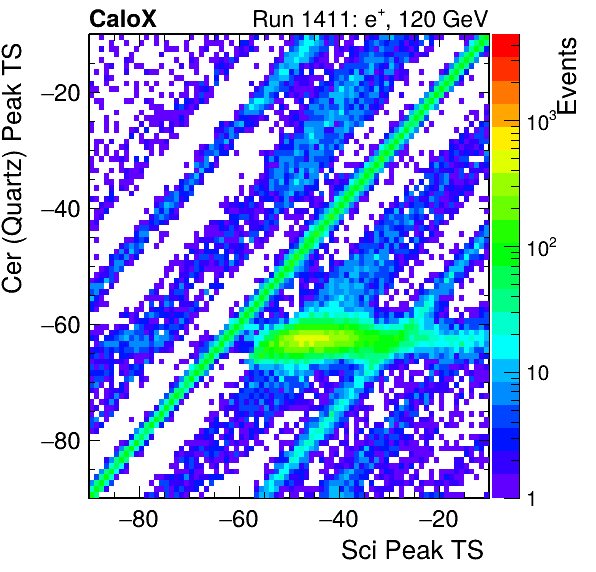 CaloX Run 1411: e⁺, 120 GeV
Cer (Quartz) Peak TS
−20
−40
−60
−80
−80 −60 −40 −20
Sci Peak TS
Events
10³
10²
10
1